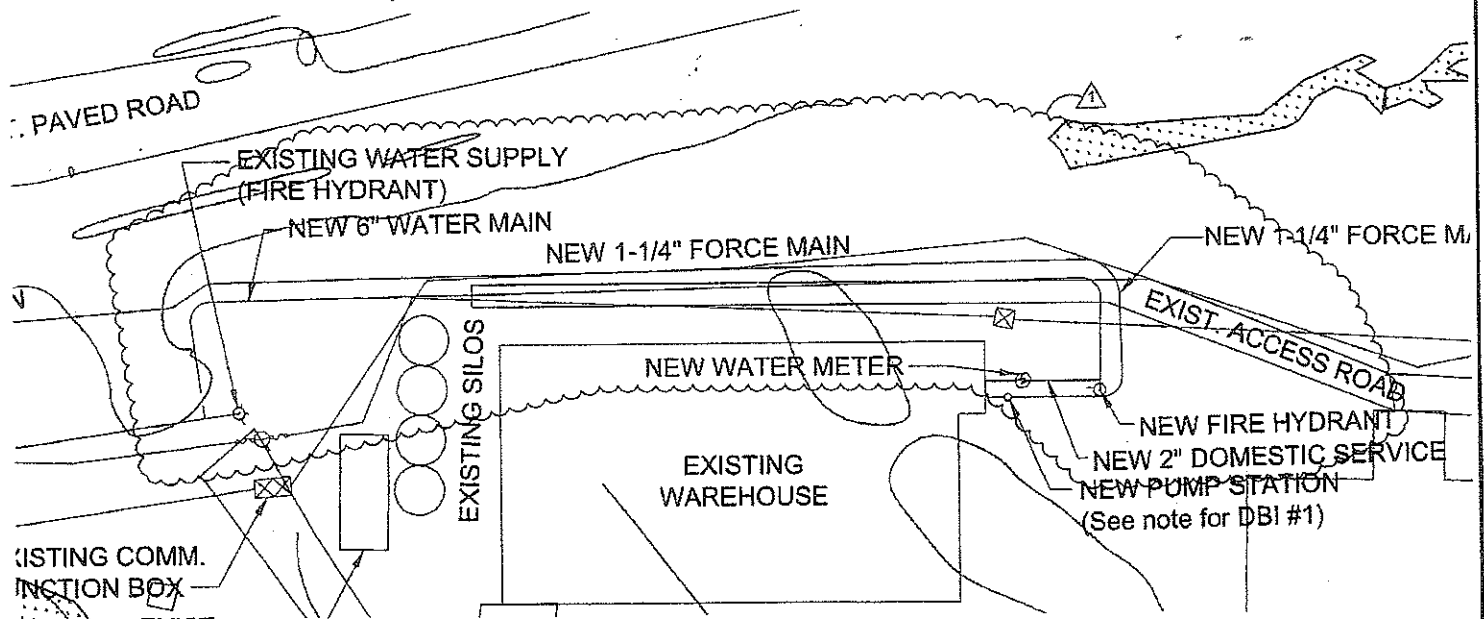 . PAVED ROAD
1
EXISTING WATER SUPPLY
(FIRE HYDRANT)
NEW 6" WATER MAIN
NEW 1-1/4" FORCE MAIN
NEW 1-1/4" FORCE MA
EXIST. ACCESS ROAD
EXISTING SILOS
NEW WATER METER
NEW FIRE HYDRANT
NEW 2" DOMESTIC SERVICE
NEW PUMP STATION
(See note for DBI #1)
EXISTING
WAREHOUSE
ISTING COMM.
NCTION BOX